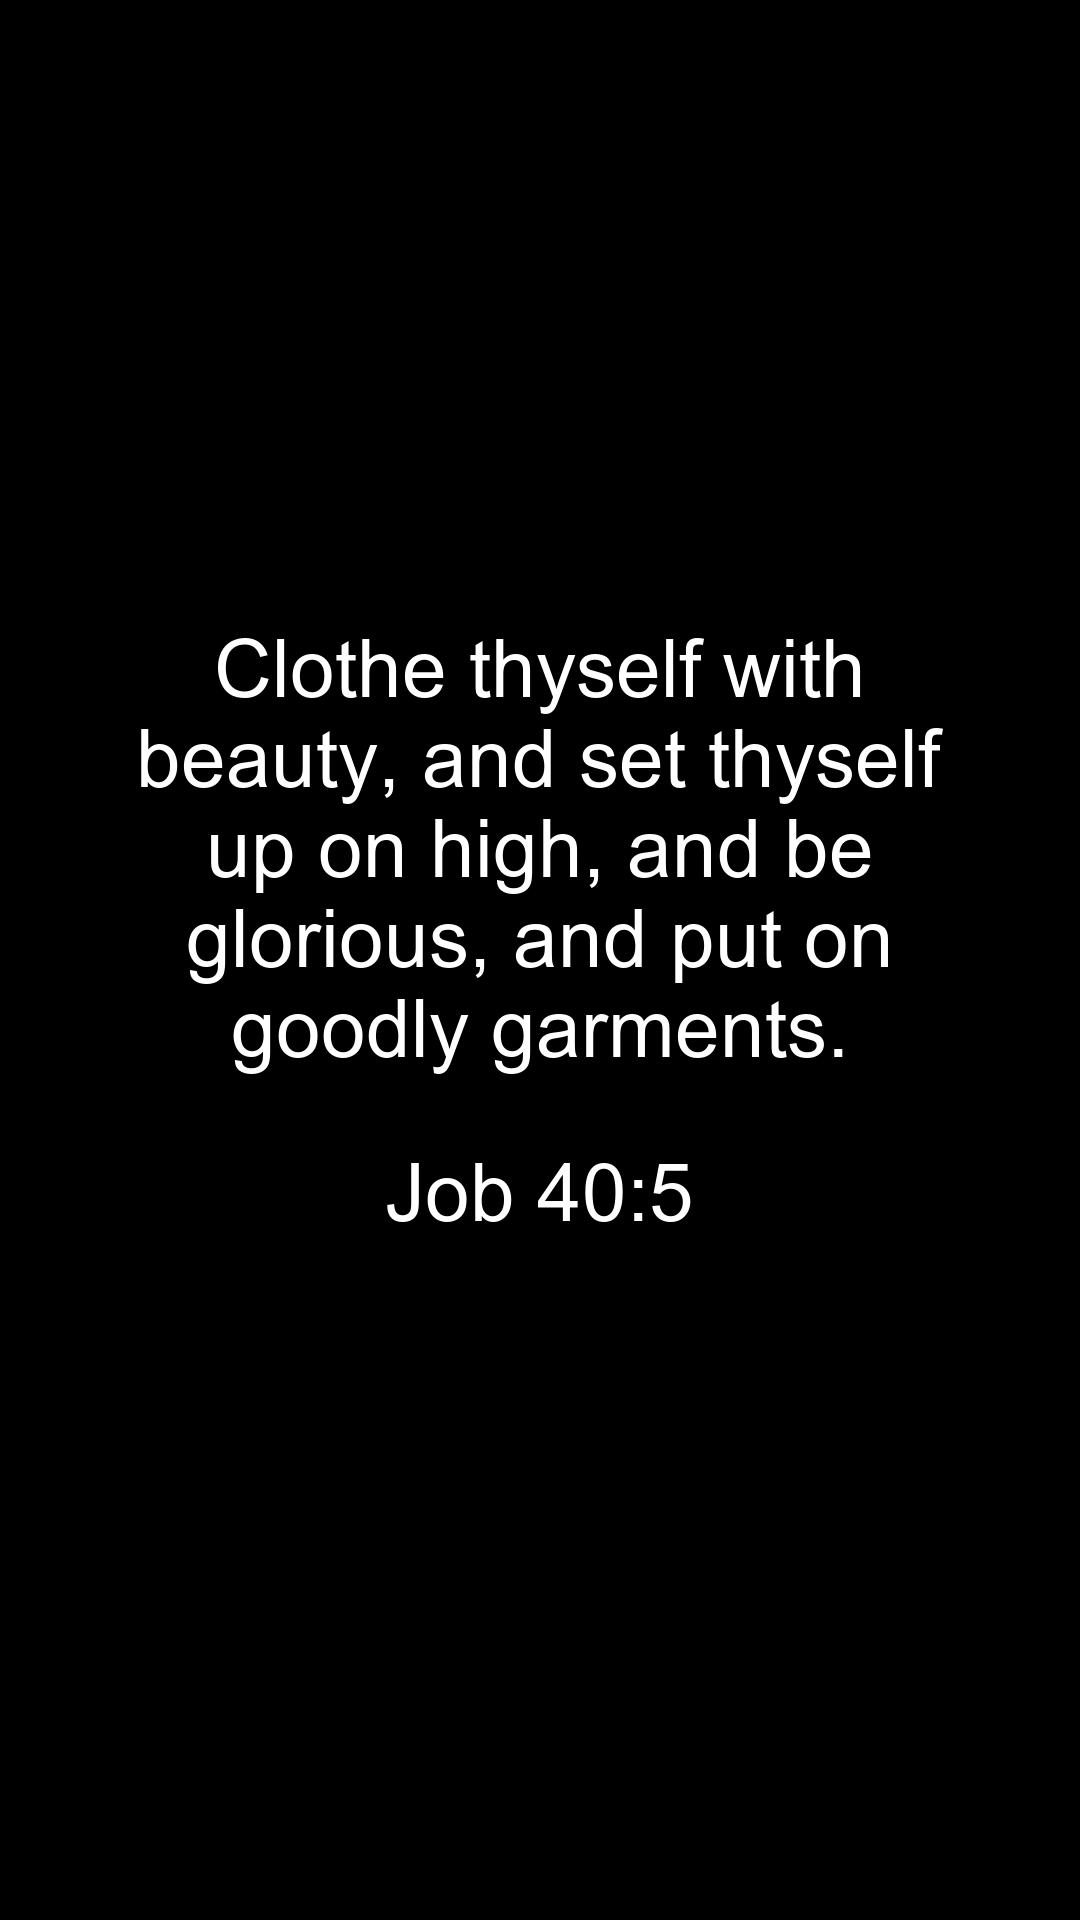 Clothe thyself with
beauty, and set thyself
up on high, and be
glorious, and put on
goodly garments.
Job 40:5